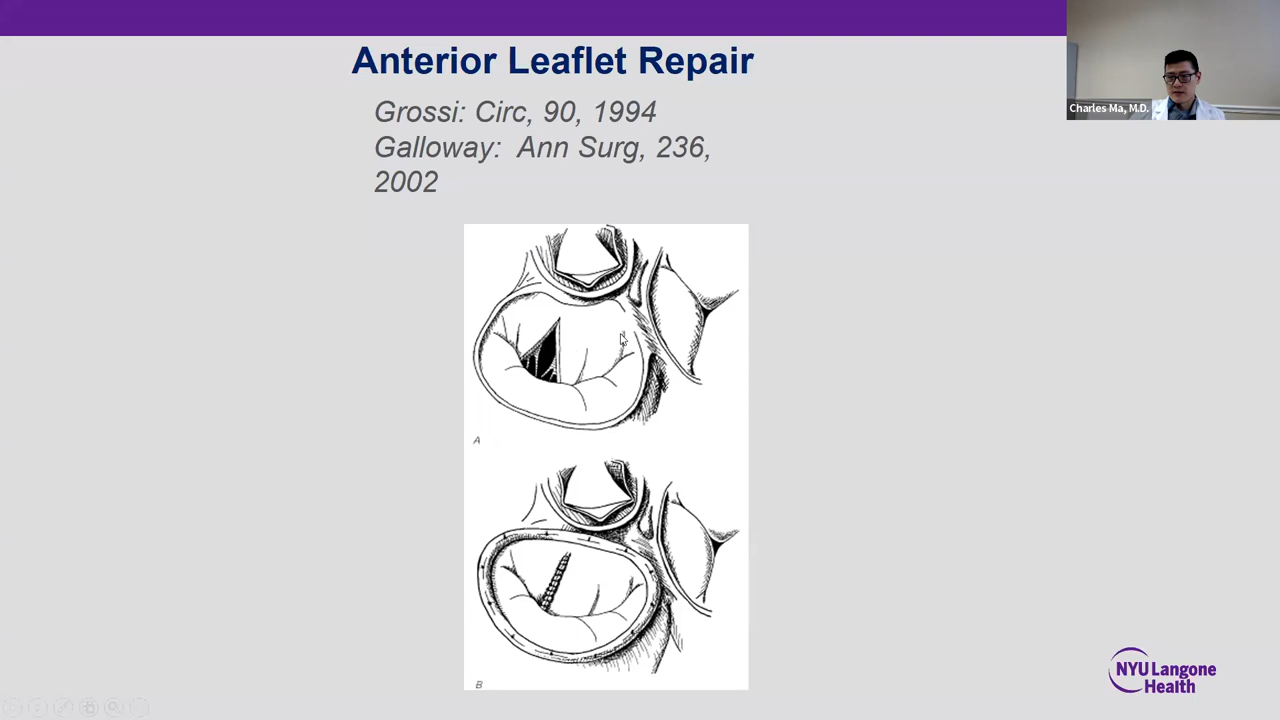 Anterior Leaflet Repair
Grossi: Circ, 90, 1994
Galloway: Ann Surg, 236,
2002
Charles Ma, M.D.
A
B
NYU Langone
Health